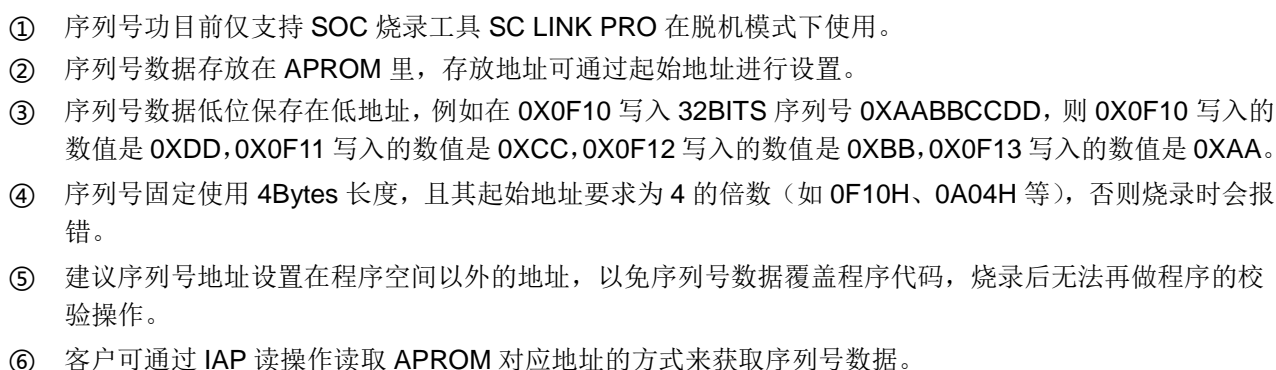 ① 序列号功目前仅支持 SOC 烧录工具 SC LINK PRO 在脱机模式下使用。
② 序列号数据存放在 APROM 里，存放地址可通过起始地址进行设置。
③ 序列号数据低位保存在低地址，例如在 0X0F10 写入 32BITS 序列号 0XAABBCCDD，则 0X0F10 写入的
数值是 0XDD，0X0F11 写入的数值是 0XCC，0X0F12 写入的数值是 0XBB，0X0F13 写入的数值是 0XAA。
④ 序列号固定使用 4Bytes 长度，且其起始地址要求为 4 的倍数（如 0F10H、0A04H 等），否则烧录时会报
错。
⑤ 建议序列号地址设置在程序空间以外的地址，以免序列号数据覆盖程序代码，烧录后无法再做程序的校
验操作。
⑥ 客户可通过 IAP 读操作读取 APROM 对应地址的方式来获取序列号数据。